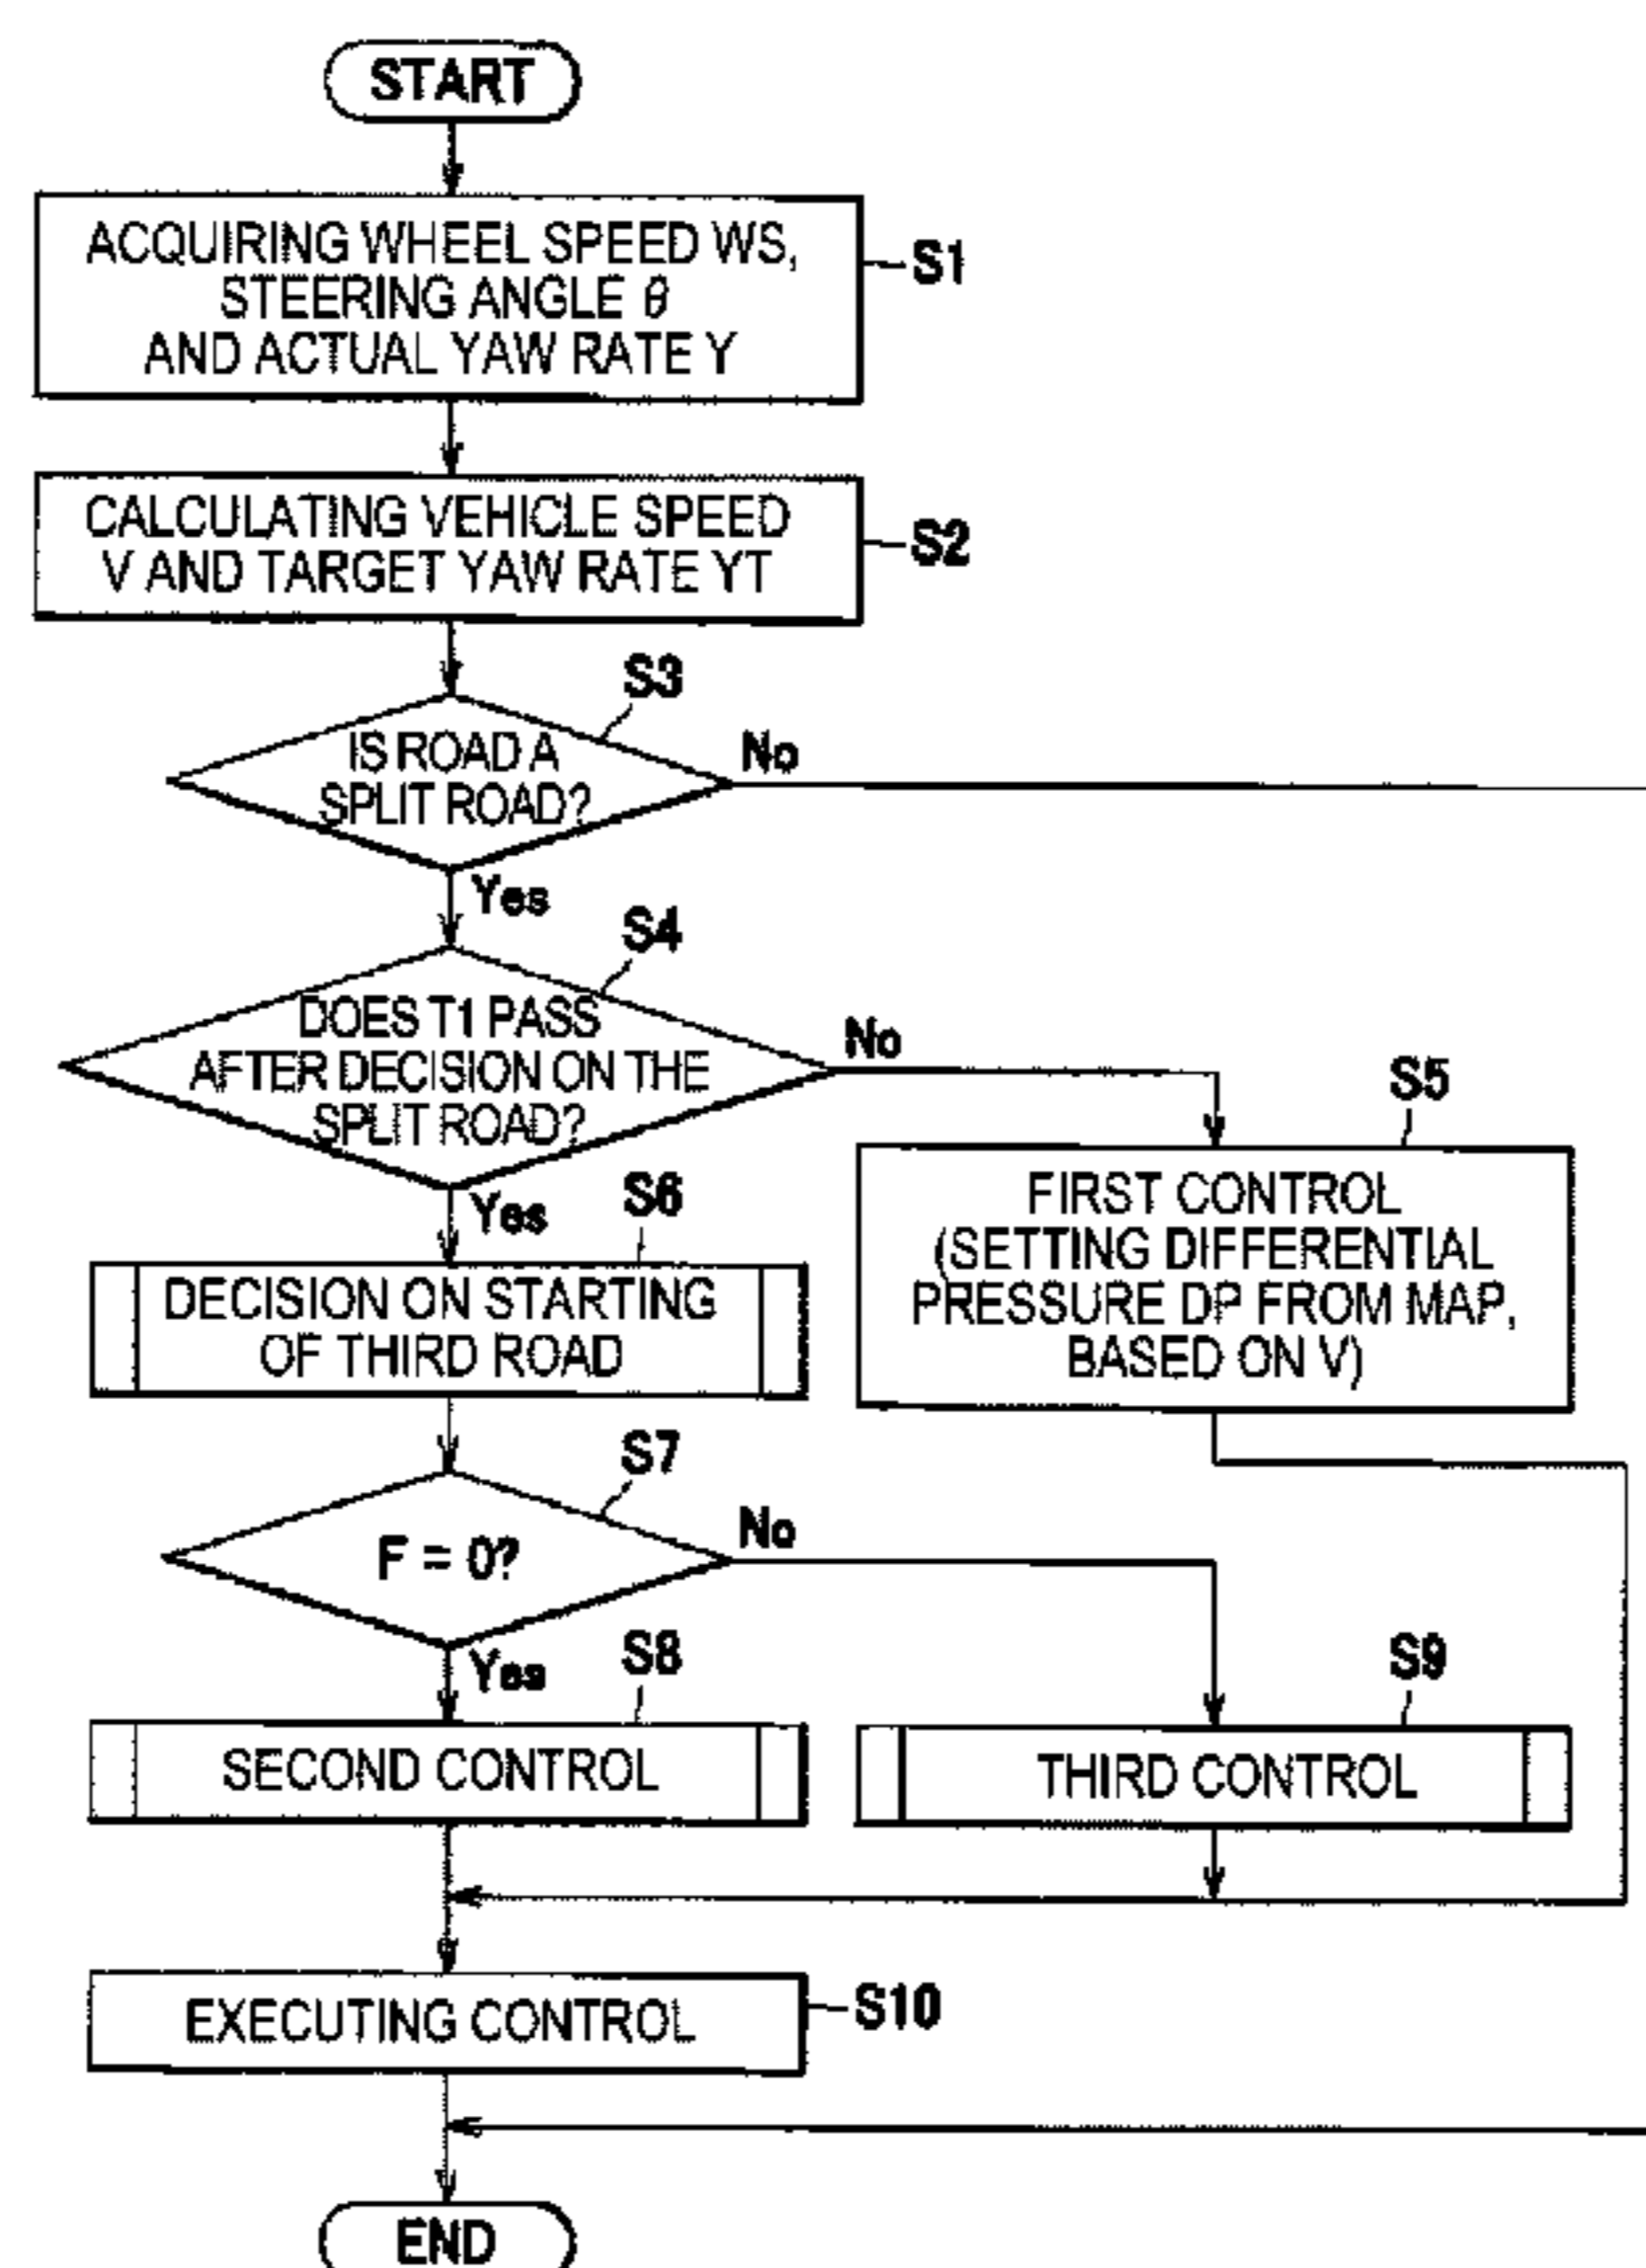 START
ACQUIRING WHEEL SPEED WS,
STEERING ANGLE θ
AND ACTUAL YAW RATE Y
S1
CALCULATING VEHICLE SPEED
V AND TARGET YAW RATE YT
S2
S3
IS ROAD A
SPLIT ROAD?
No
Yes
S4
DOES T1 PASS
AFTER DECISION ON THE
SPLIT ROAD?
No
Yes
S5
FIRST CONTROL
(SETTING DIFFERENTIAL
PRESSURE DP FROM MAP,
BASED ON V)
S6
DECISION ON STARTING
OF THIRD ROAD
S7
F = 0?
No
Yes
S8
SECOND CONTROL
S9
THIRD CONTROL
EXECUTING CONTROL
S10
END